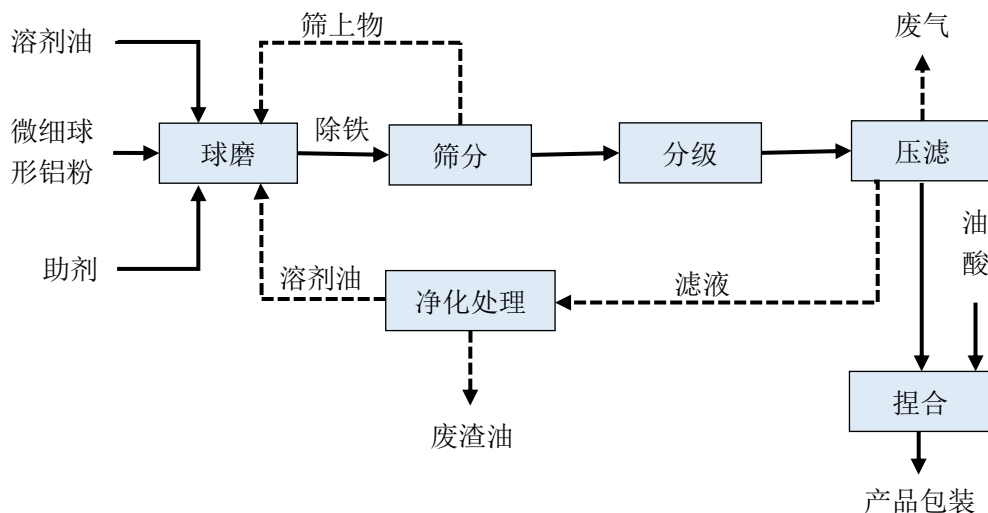 筛上物
废气
溶剂油
微细球
形铝粉
球磨
除铁
筛分
分级
压滤
油
酸
助剂
溶剂油
净化处理
滤液
捏合
废渣油
产品包装